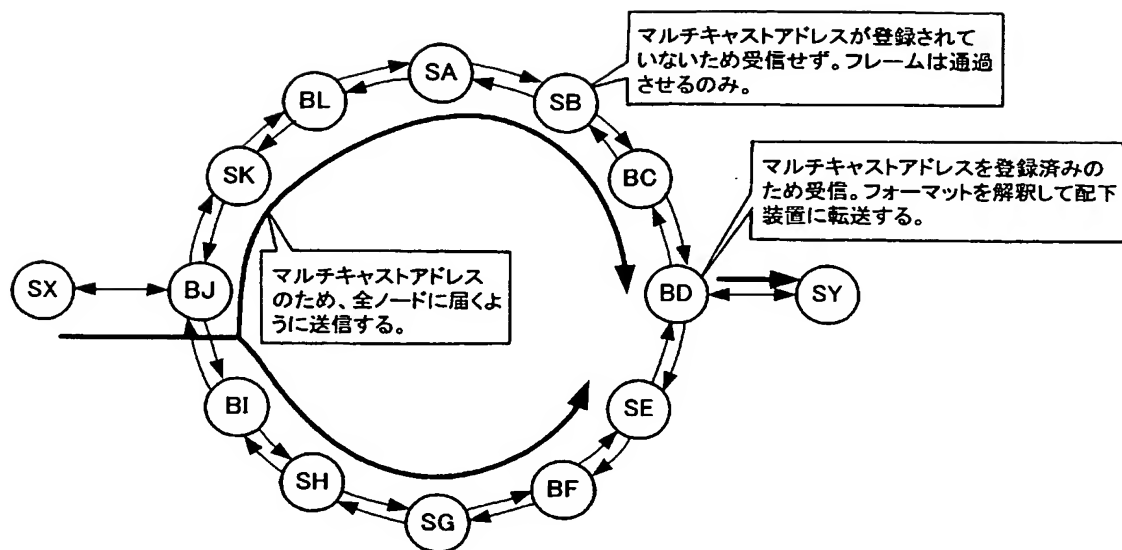 マルチキャストアドレスが登録されて
いないため受信せず。フレームは通過
させるのみ。
SA
SB
BL
BC
SK
マルチキャストアドレスを登録済みの
ため受信。フォーマットを解釈して配下
装置に転送する。
マルチキャストアドレス
のため、全ノードに届くよ
うに送信する。
SX
BJ
BD
SY
BI
SE
SH
BF
SG